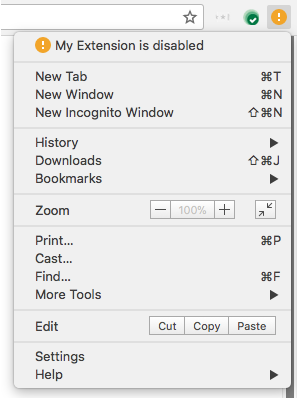 My Extension is disabled
New Tab ⌘T
New Window ⌘N
New Incognito Window ⇧⌘N
History ▶
Downloads ⇧⌘J
Bookmarks ▶
Zoom — 100% +
Print... ⌘P
Cast...
Find... ⌘F
More Tools ▶
Edit Cut Copy Paste
Settings
Help ▶